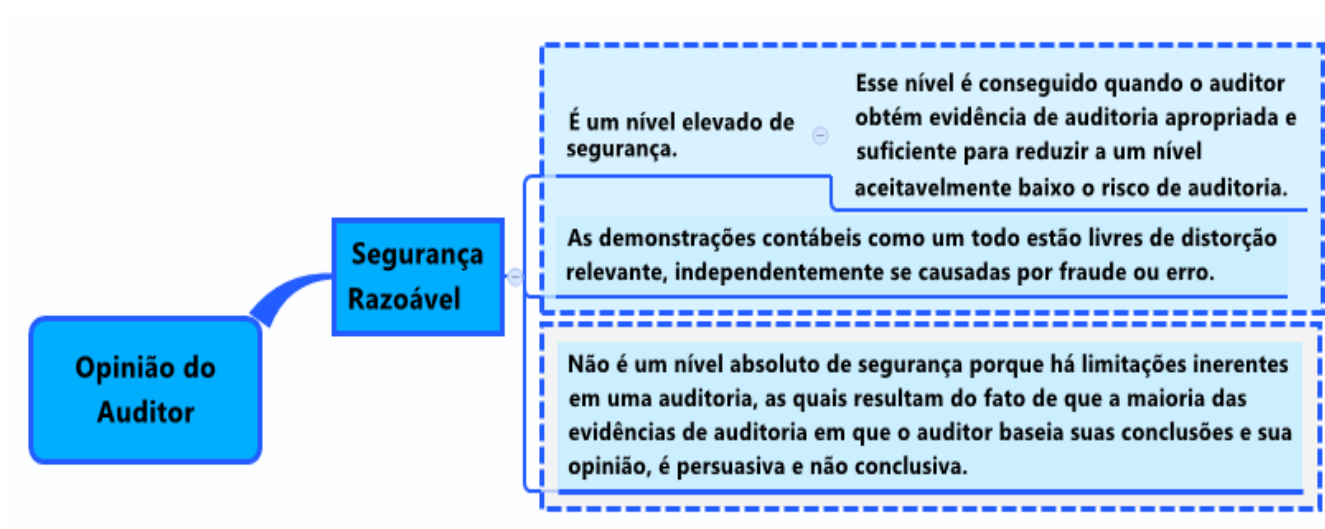 Opinião do
Auditor
Segurança
Razoável
É um nível elevado de
segurança.
Esse nível é conseguido quando o auditor
obtém evidência de auditoria apropriada e
suficiente para reduzir a um nível
aceitavelmente baixo o risco de auditoria.
As demonstrações contábeis como um todo estão livres de distorção
relevante, independentemente se causadas por fraude ou erro.
Não é um nível absoluto de segurança porque há limitações inerentes
em uma auditoria, as quais resultam do fato de que a maioria das
evidências de auditoria em que o auditor baseia suas conclusões e sua
opinião, é persuasiva e não conclusiva.